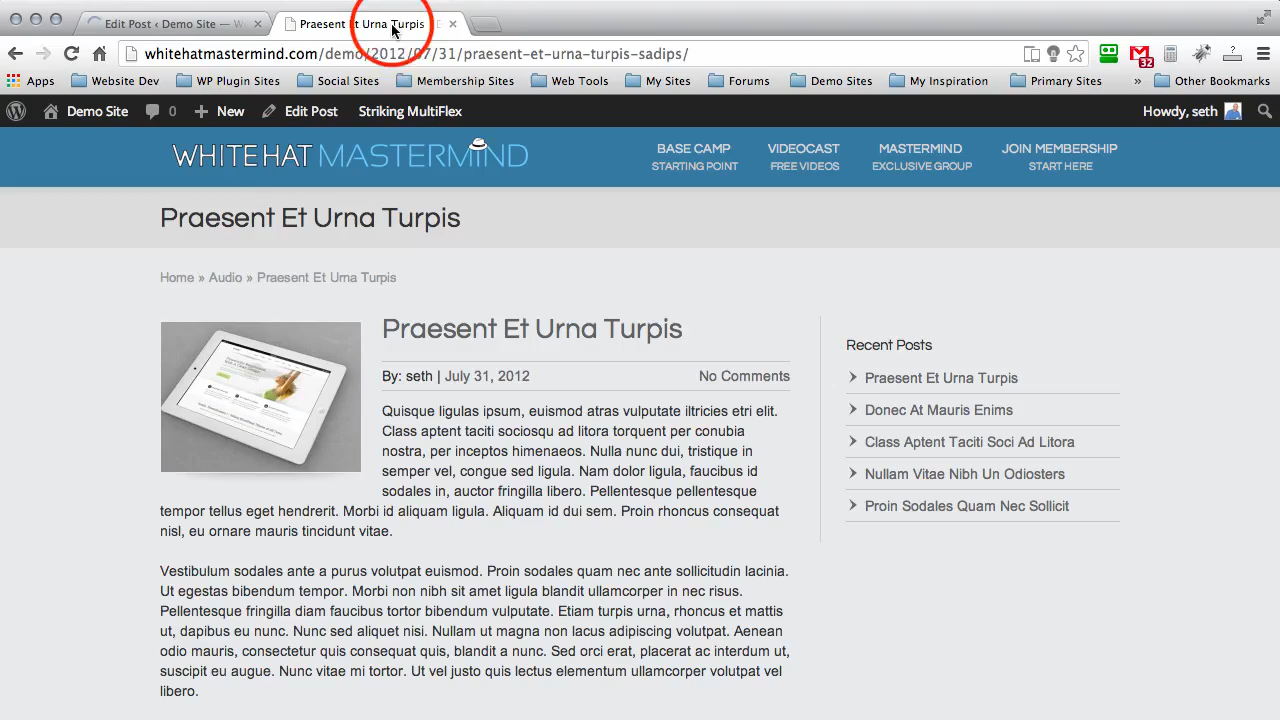 Edit Post ‹ Demo Site — W
Praesent Et Urna Turpis
whitehatmastermind.com/demo/2012/07/31/praesent-et-urna-turpis-sadips/
32
?
Apps Website Dev WP Plugin Sites Social Sites Membership Sites Web Tools My Sites Forums Demo Sites My Inspiration Primary Sites » Other Bookmarks
Demo Site 0 New Edit Post Striking MultiFlex Howdy, seth
WHITE HAT MASTERMIND
BASE CAMP VIDEOCAST MASTERMIND JOIN MEMBERSHIP
STARTING POINT FREE VIDEOS EXCLUSIVE GROUP START HERE
Praesent Et Urna Turpis
Home » Audio » Praesent Et Urna Turpis
Praesent Et Urna Turpis
By: seth | July 31, 2012 No Comments
Quisque ligulas ipsum, euismod atras vulputate iltricies etri elit.
Class aptent taciti sociosqu ad litora torquent per conubia
nostra, per inceptos himenaeos. Nulla nunc dui, tristique in
semper vel, congue sed ligula. Nam dolor ligula, faucibus id
sodales in, auctor fringilla libero. Pellentesque pellentesque
tempor tellus eget hendrerit. Morbi id aliquam ligula. Aliquam id dui sem. Proin rhoncus consequat
nisl, eu ornare mauris tincidunt vitae.
Vestibulum sodales ante a purus volutpat euismod. Proin sodales quam nec ante sollicitudin lacinia.
Ut egestas bibendum tempor. Morbi non nibh sit amet ligula blandit ullamcorper in nec risus.
Pellentesque fringilla diam faucibus tortor bibendum vulputate. Etiam turpis urna, rhoncus et mattis
ut, dapibus eu nunc. Nunc sed aliquet nisi. Nullam ut magna non lacus adipiscing volutpat. Aenean
odio mauris, consectetur quis consequat quis, blandit a nunc. Sed orci erat, placerat ac interdum ut,
suscipit eu augue. Nunc vitae mi tortor. Ut vel justo quis lectus elementum ullamcorper volutpat vel
libero.
Recent Posts
Praesent Et Urna Turpis
Donec At Mauris Enims
Class Aptent Taciti Soci Ad Litora
Nullam Vitae Nibh Un Odiosters
Proin Sodales Quam Nec Sollicit